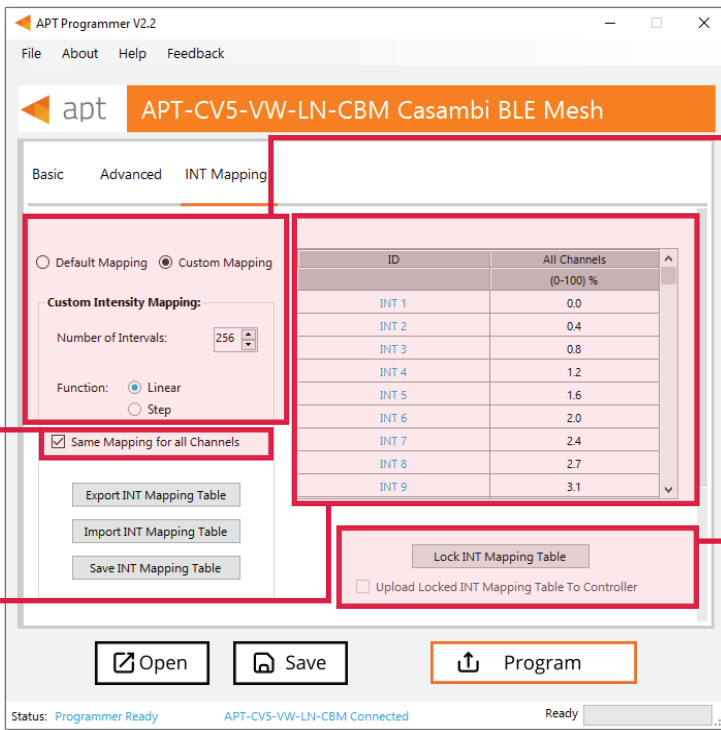 APT Programmer V2.2
File About Help Feedback
apt APT-CV5-VW-LN-CBM Casambi BLE Mesh
Basic Advanced INT Mapping
Default Mapping Custom Mapping
Custom Intensity Mapping:
Number of Intervals: 256
Function: Linear
Step
Same Mapping for all Channels
Export INT Mapping Table
Import INT Mapping Table
Save INT Mapping Table
ID All Channels
(0-100) %
INT 1 0.0
INT 2 0.4
INT 3 0.8
INT 4 1.2
INT 5 1.6
INT 6 2.0
INT 7 2.4
INT 8 2.7
INT 9 3.1
Lock INT Mapping Table
Upload Locked INT Mapping Table To Controller
Open Save Program
Status: Programmer Ready APT-CV5-VW-LN-CBM Connected Ready